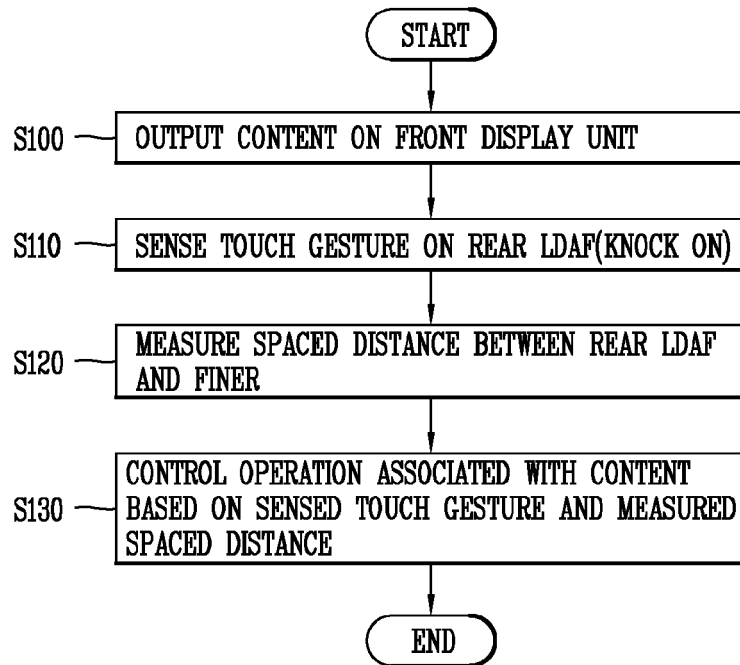 START
S100 OUTPUT CONTENT ON FRONT DISPLAY UNIT
S110 SENSE TOUCH GESTURE ON REAR LDAF(KNOCK ON)
S120 MEASURE SPACED DISTANCE BETWEEN REAR LDAF
AND FINER
S130 CONTROL OPERATION ASSOCIATED WITH CONTENT
BASED ON SENSED TOUCH GESTURE AND MEASURED
SPACED DISTANCE
END